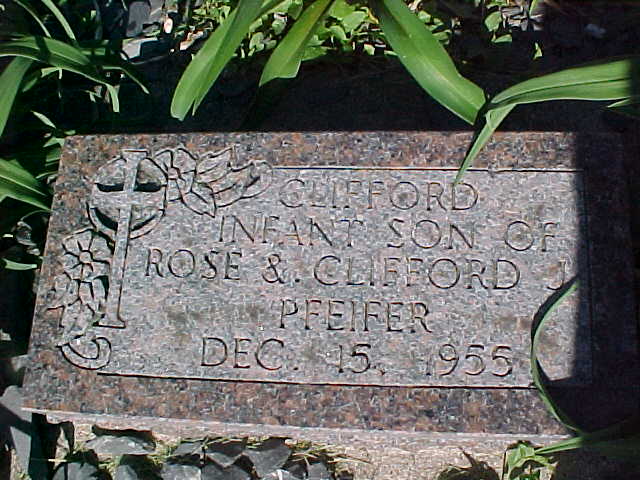 CLIFFORD
INFANT SON OF
ROSE & CLIFFORD J.
PFEIFER
DEC. 15, 1955